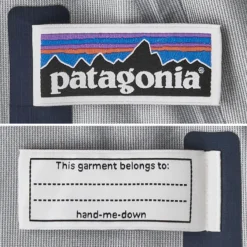 patagonia®
This garment belongs to:
hand-me-down